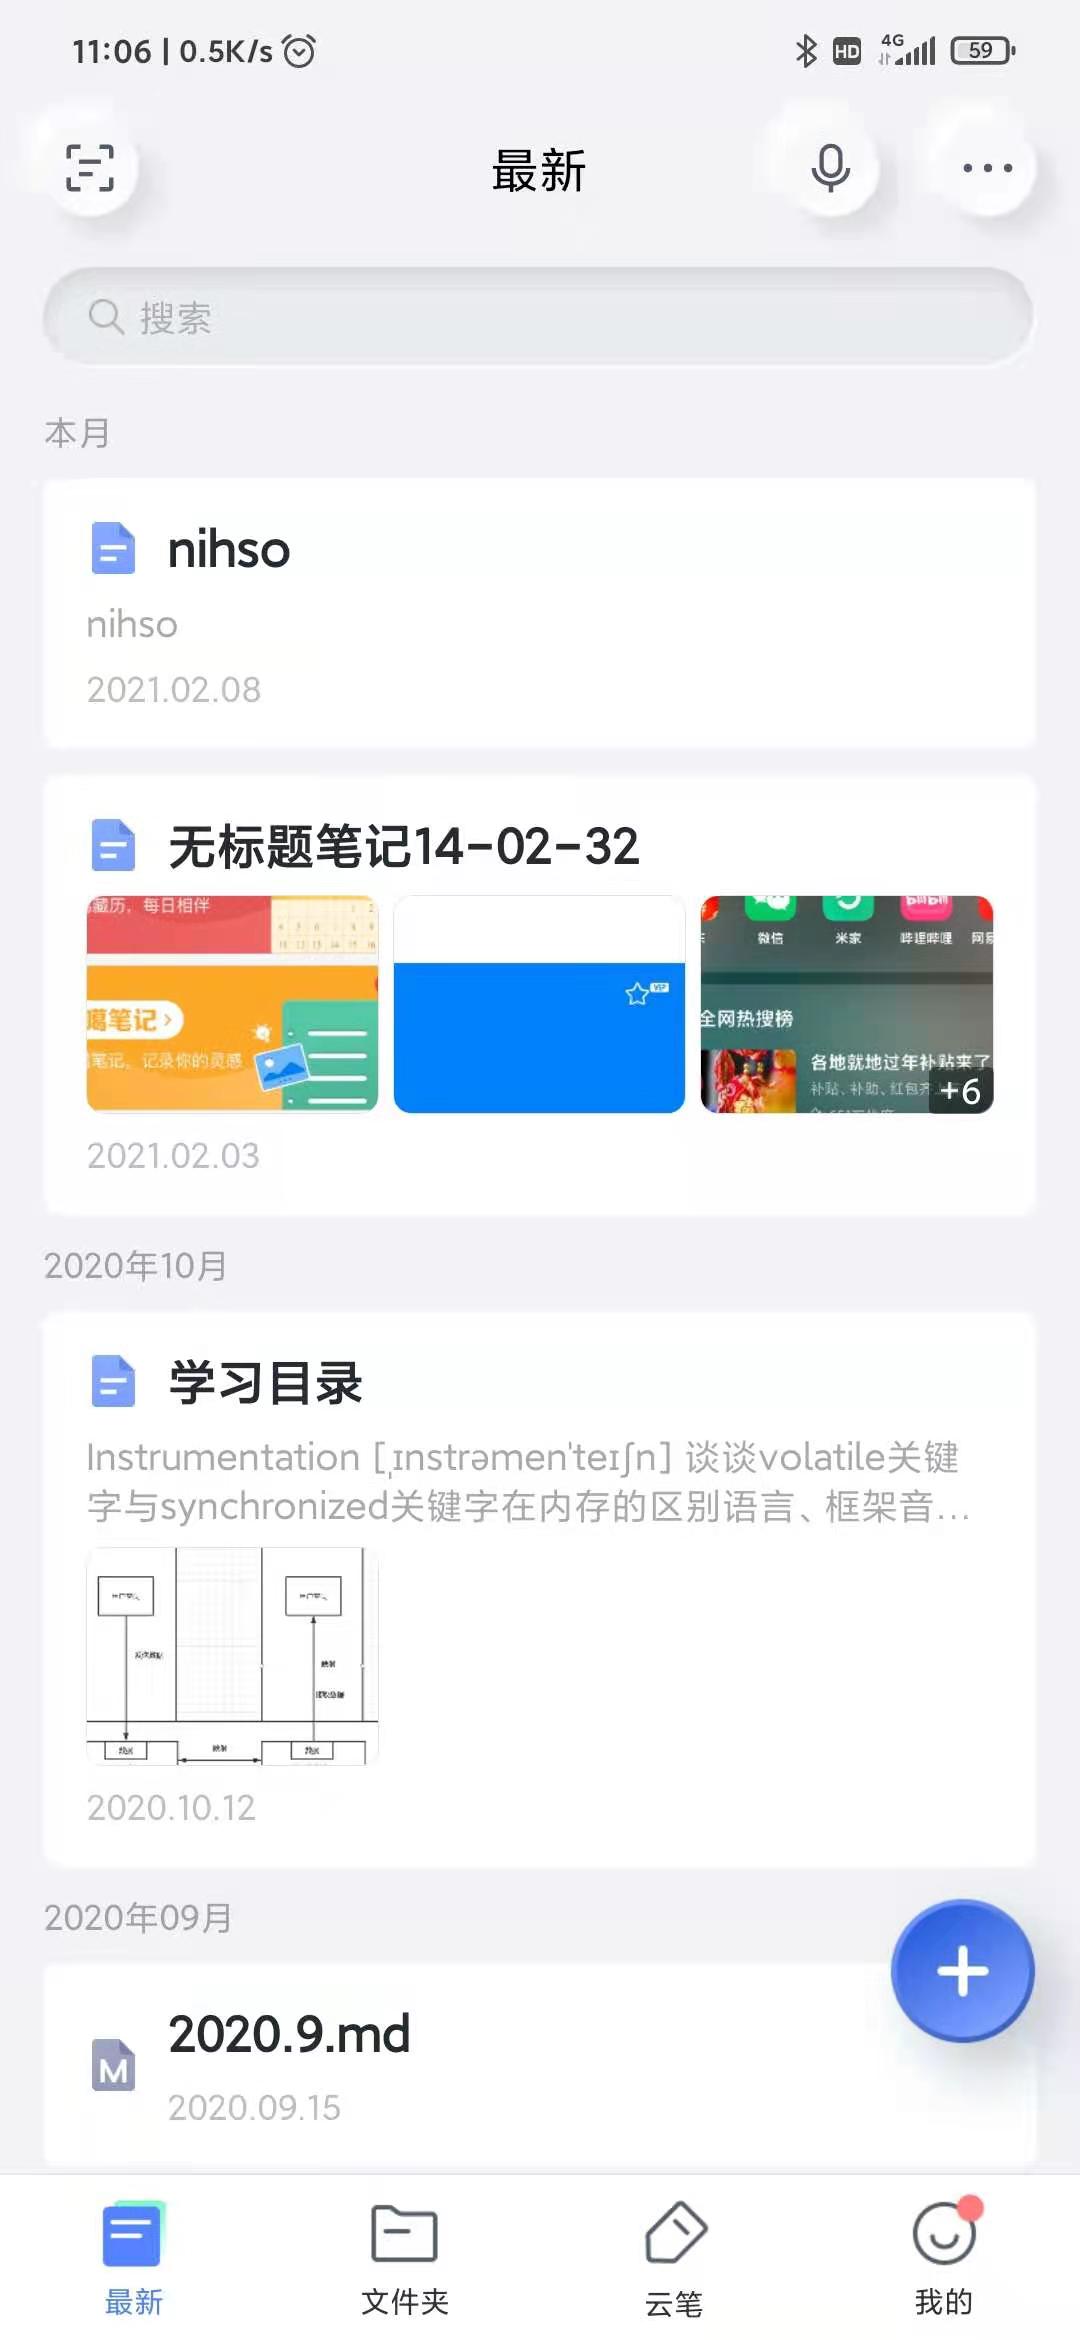 11:06 | 0.5K/s
HD 4G 59
最新
搜索
本月
nihso
nihso
2021.02.08
无标题笔记14-02-32
藏历，每日相伴
笔记 >
笔记，记录你的灵感
VIP
微信 米家 哔哩哔哩
全网热搜榜
各地就地过年补贴来了
补贴、补助、红包齐
+6
2021.02.03
2020年10月
学习目录
Instrumentation [ˌɪnstrəmenˈteɪʃn] 谈谈volatile关键
字与synchronized关键字在内存的区别语言、框架音...
映射
映射
2020.10.12
2020年09月
2020.9.md
M
2020.09.15
最新 文件夹 云笔 我的